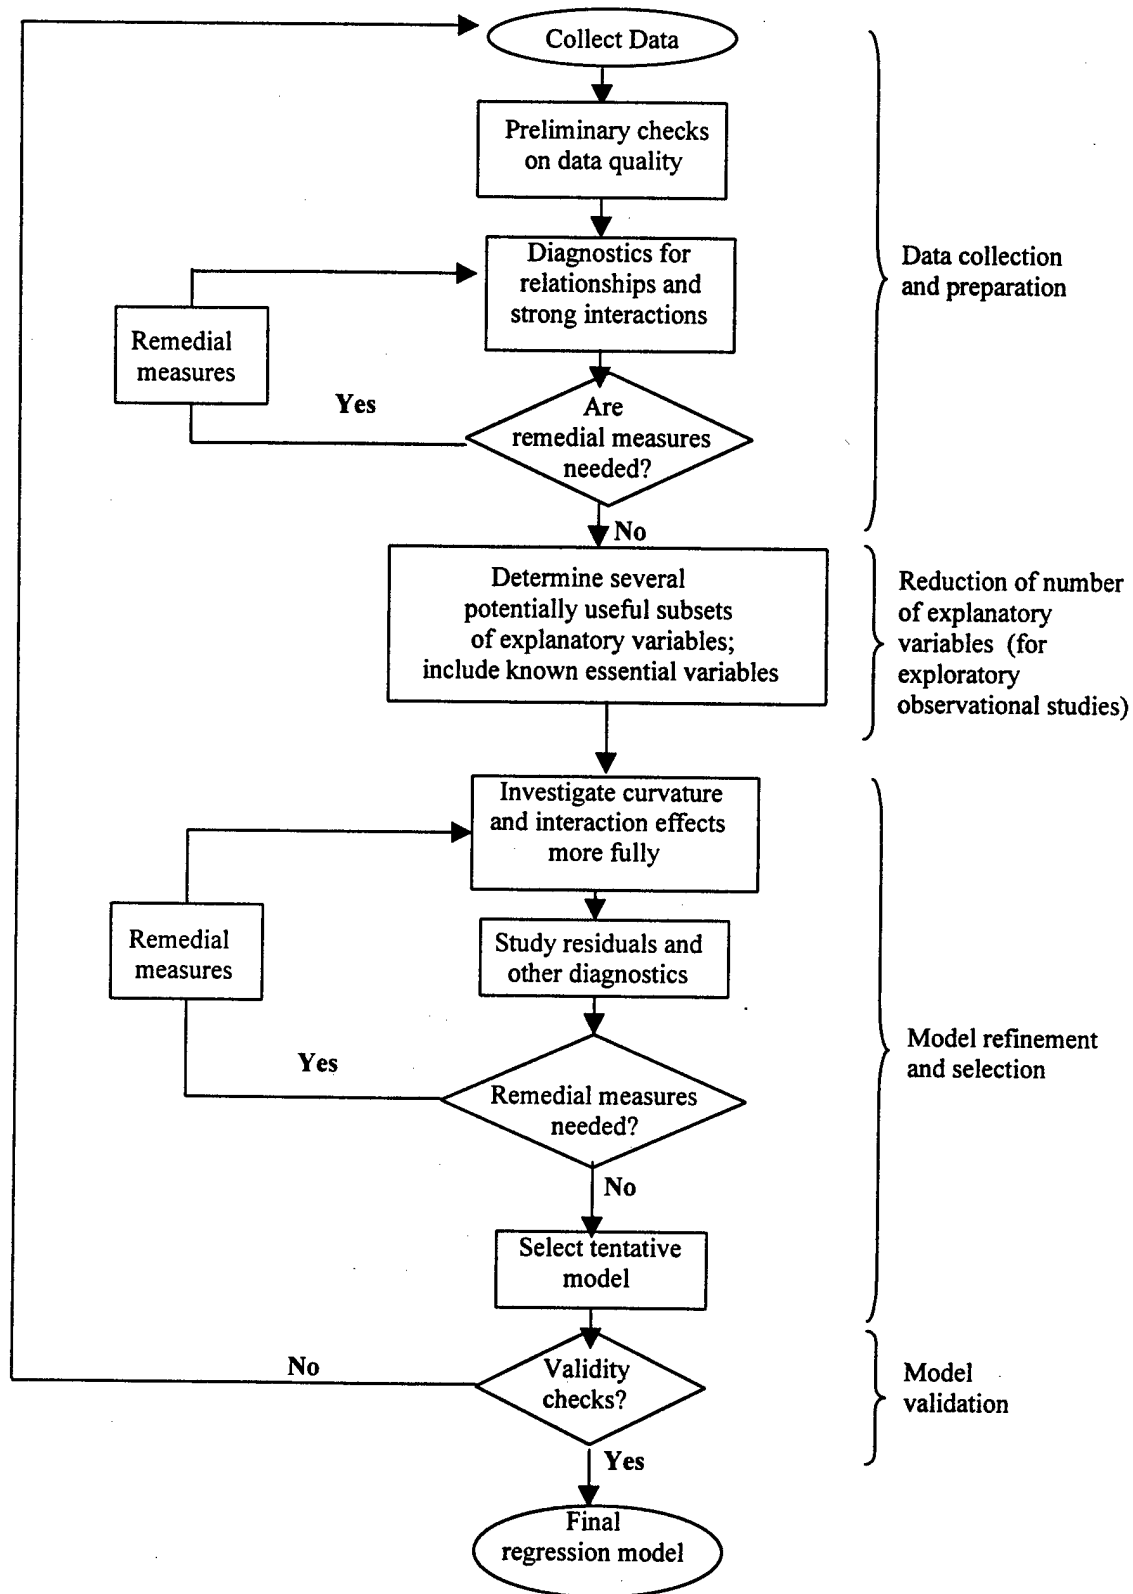 Collect Data
Preliminary checks
on data quality
Diagnostics for
relationships and
strong interactions
Data collection
and preparation
Remedial
measures
Yes
Are
remedial measures
needed?
No
Determine several
potentially useful subsets
of explanatory variables;
include known essential variables
Reduction of number
of explanatory
variables (for
exploratory
observational studies)
Investigate curvature
and interaction effects
more fully
Remedial
measures
Study residuals and
other diagnostics
Model refinement
and selection
Yes
Remedial measures
needed?
No
Select tentative
model
No
Validity
checks?
Model
validation
Yes
Final
regression model